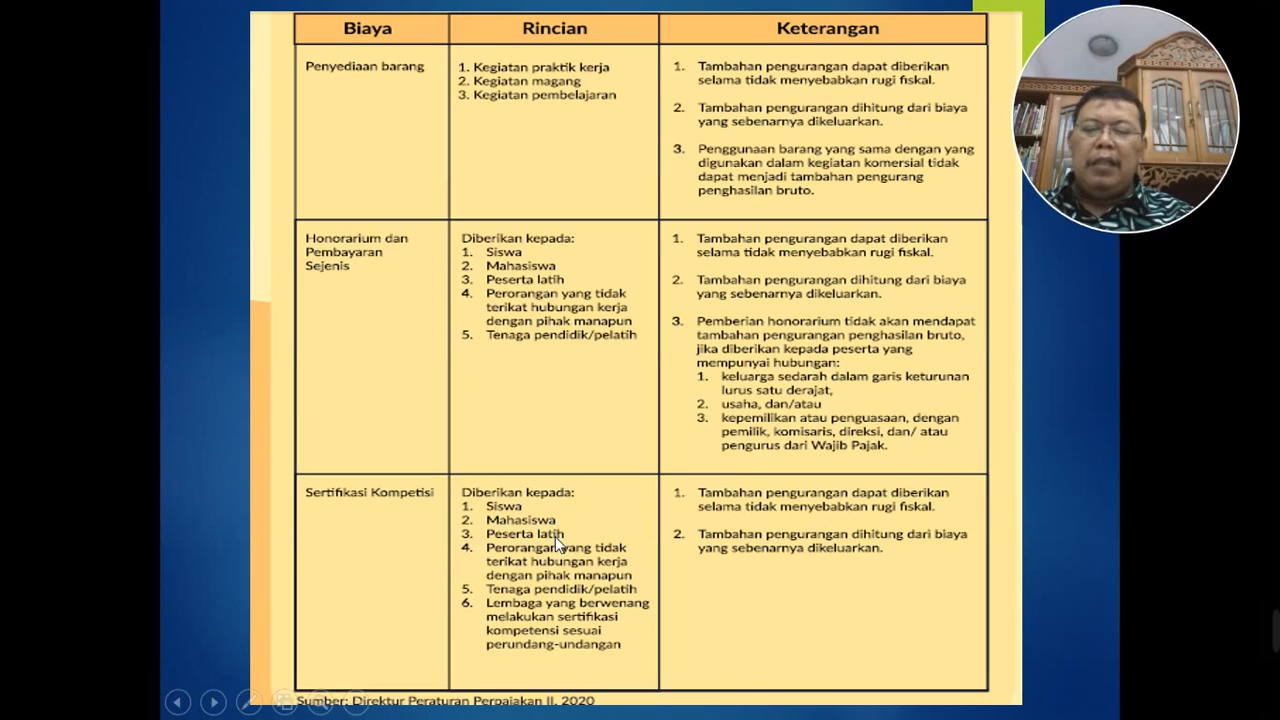 Biaya
Rincian
Keterangan
Penyediaan barang
1. Kegiatan praktik kerja
2. Kegiatan magang
3. Kegiatan pembelajaran
1. Tambahan pengurangan dapat diberikan
selama tidak menyebabkan rugi fiskal.
2. Tambahan pengurangan dihitung dari biaya
yang sebenarnya dikeluarkan.
3. Penggunaan barang yang sama dengan yang
digunakan dalam kegiatan komersial tidak
dapat menjadi tambahan pengurang
penghasilan bruto.
Honorarium dan
Pembayaran
Sejenis
Diberikan kepada:
1. Siswa
2. Mahasiswa
3. Peserta latih
4. Perorangan yang tidak
terikat hubungan kerja
dengan pihak manapun
5. Tenaga pendidik/pelatih
1. Tambahan pengurangan dapat diberikan
selama tidak menyebabkan rugi fiskal.
2. Tambahan pengurangan dihitung dari biaya
yang sebenarnya dikeluarkan.
3. Pemberian honorarium tidak akan mendapat
tambahan pengurangan penghasilan bruto,
jika diberikan kepada peserta yang
mempunyai hubungan:
1. keluarga sedarah dalam garis keturunan
lurus satu derajat,
2. usaha, dan/atau
3. kepemilikan atau penguasaan, dengan
pemilik, komisaris, direksi, dan/ atau
pengurus dari Wajib Pajak.
Sertifikasi Kompetisi
Diberikan kepada:
1. Siswa
2. Mahasiswa
3. Peserta latih
4. Perorangan yang tidak
terikat hubungan kerja
dengan pihak manapun
5. Tenaga pendidik/pelatih
6. Lembaga yang berwenang
melakukan sertifikasi
kompetensi sesuai
perundang-undangan
1. Tambahan pengurangan dapat diberikan
selama tidak menyebabkan rugi fiskal.
2. Tambahan pengurangan dihitung dari biaya
yang sebenarnya dikeluarkan.
Sumber: Direktur Peraturan Perpajakan II, 2020